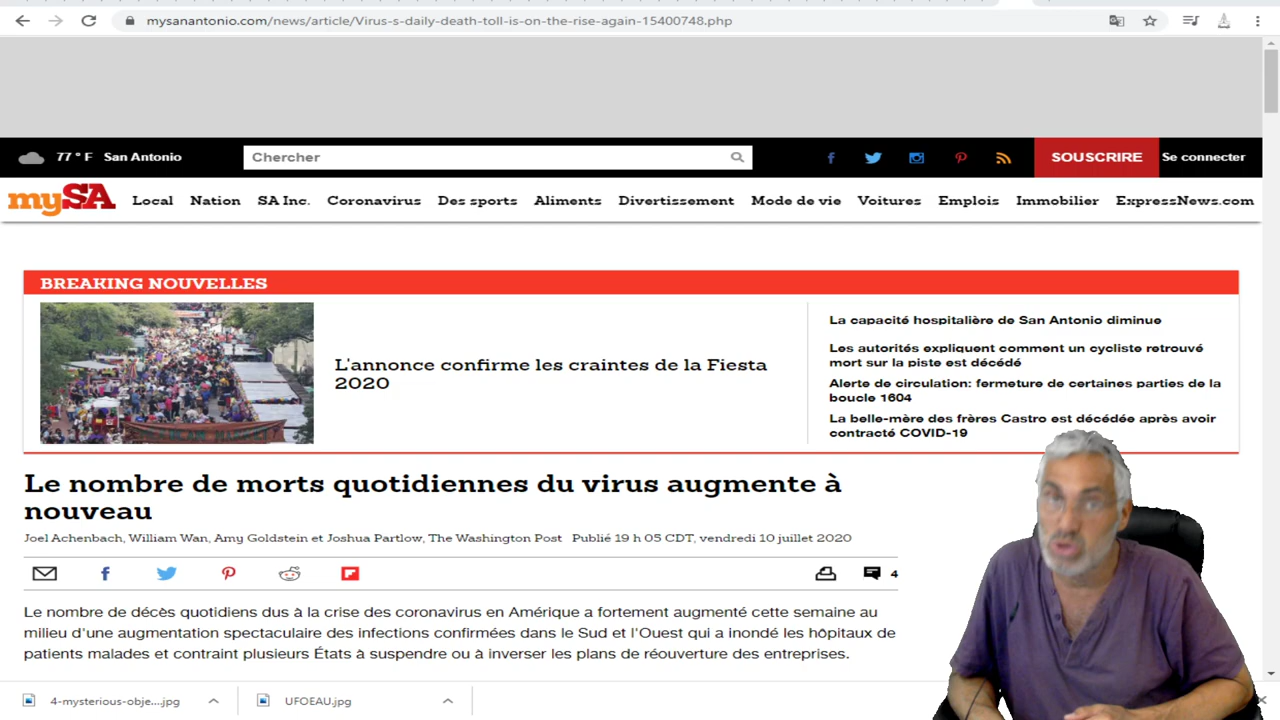 mysanantonio.com/news/article/Virus-s-daily-death-toll-is-on-the-rise-again-15400748.php
77 ° F San Antonio
Chercher
SOUSCRIRE
Se connecter
mySA
Local Nation SA Inc. Coronavirus Des sports Aliments Divertissement Mode de vie Voitures Emplois Immobilier ExpressNews.com
BREAKING NOUVELLES
L'annonce confirme les craintes de la Fiesta
2020
La capacité hospitalière de San Antonio diminue
Les autorités expliquent comment un cycliste retrouvé
mort sur la piste est décédé
Alerte de circulation: fermeture de certaines parties de la
boucle 1604
La belle-mère des frères Castro est décédée après avoir
contracté COVID-19
Le nombre de morts quotidiennes du virus augmente à
nouveau
Joel Achenbach, William Wan, Amy Goldstein et Joshua Partlow, The Washington Post Publié 19 h 05 CDT, vendredi 10 juillet 2020
4
Le nombre de décès quotidiens dus à la crise des coronavirus en Amérique a fortement augmenté cette semaine au
milieu d'une augmentation spectaculaire des infections confirmées dans le Sud et l'Ouest qui a inondé les hôpitaux de
patients malades et contraint plusieurs États à suspendre ou à inverser les plans de réouverture des entreprises.
4-mysterious-obje....jpg
UFOEAU.jpg